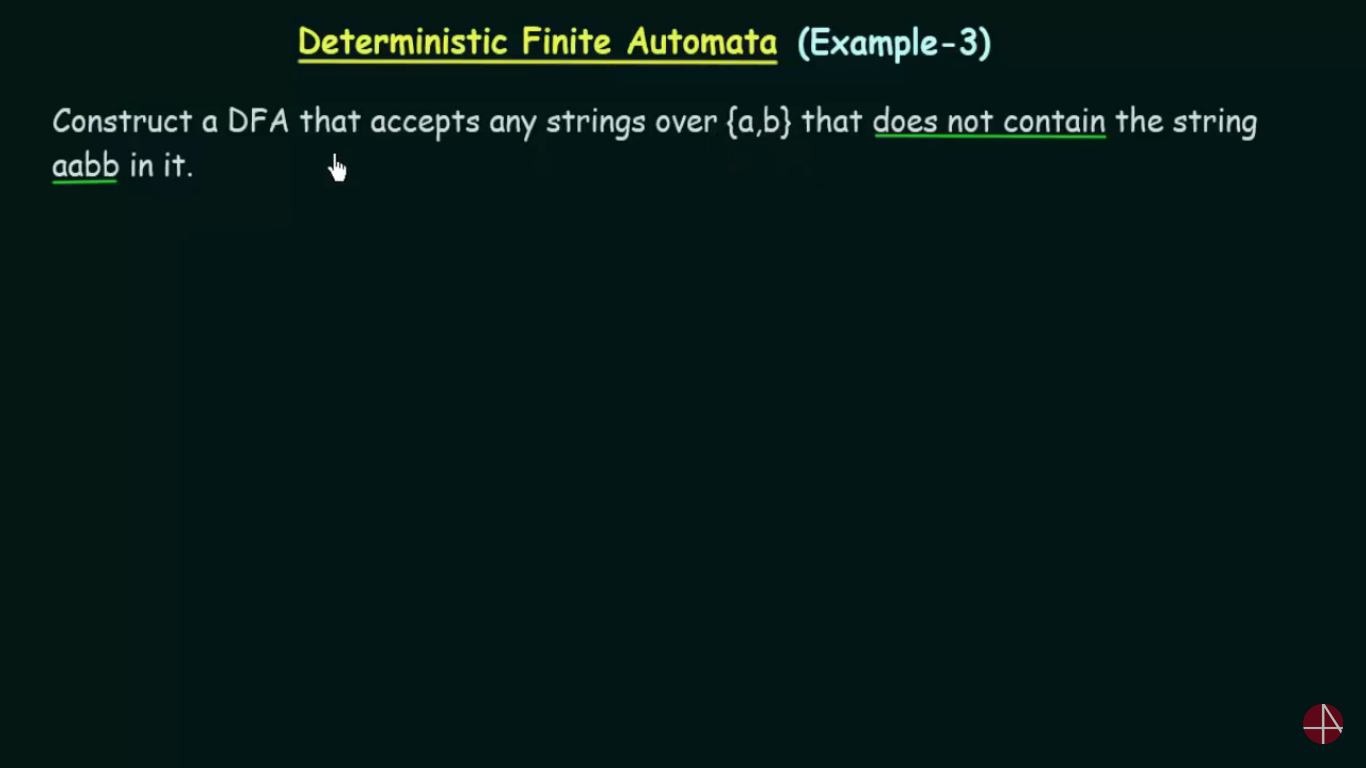 Deterministic Finite Automata (Example-3)
Construct a DFA that accepts any strings over {a,b} that does not contain the string
aabb in it.